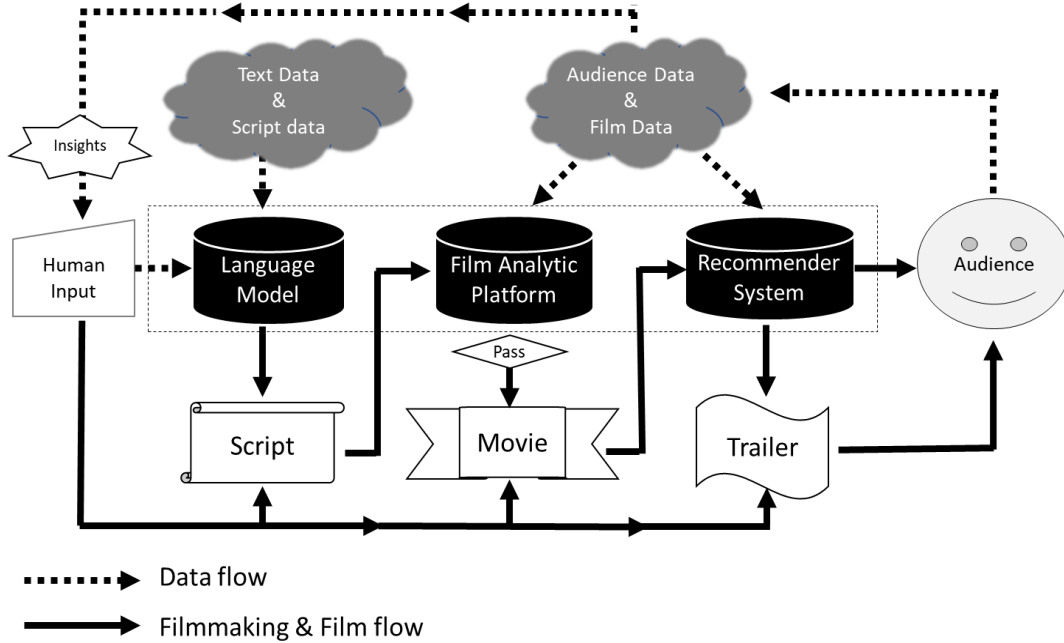 Text Data
&
Script data
Audience Data
&
Film Data
Insights
Human
Input
Language
Model
Film Analytic
Platform
Recommender
System
Audience
Pass
Script
Movie
Trailer
Data flow
Filmmaking & Film flow